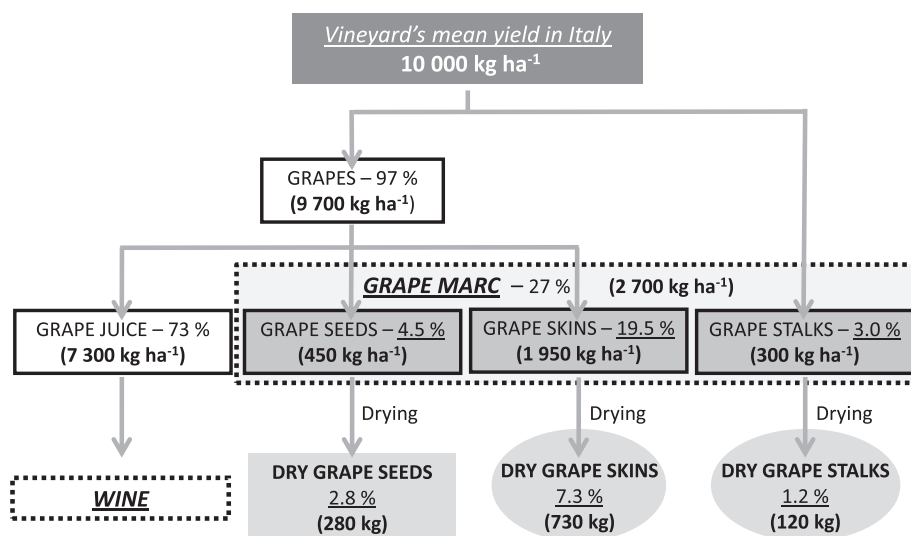 Vineyard's mean yield in Italy
10 000 kg ha⁻¹
GRAPES – 97 %
(9 700 kg ha⁻¹)
GRAPE MARC – 27 % (2 700 kg ha⁻¹)
GRAPE JUICE – 73 %
(7 300 kg ha⁻¹)
GRAPE SEEDS – 4.5 %
(450 kg ha⁻¹)
GRAPE SKINS – 19.5 %
(1 950 kg ha⁻¹)
GRAPE STALKS – 3.0 %
(300 kg ha⁻¹)
Drying
Drying
Drying
WINE
DRY GRAPE SEEDS
2.8 %
(280 kg)
DRY GRAPE SKINS
7.3 %
(730 kg)
DRY GRAPE STALKS
1.2 %
(120 kg)